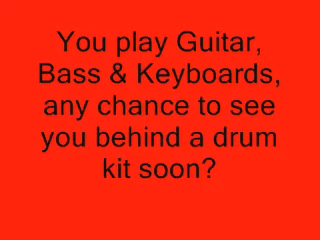 You play Guitar,
Bass & Keyboards,
any chance to see
you behind a drum
kit soon?